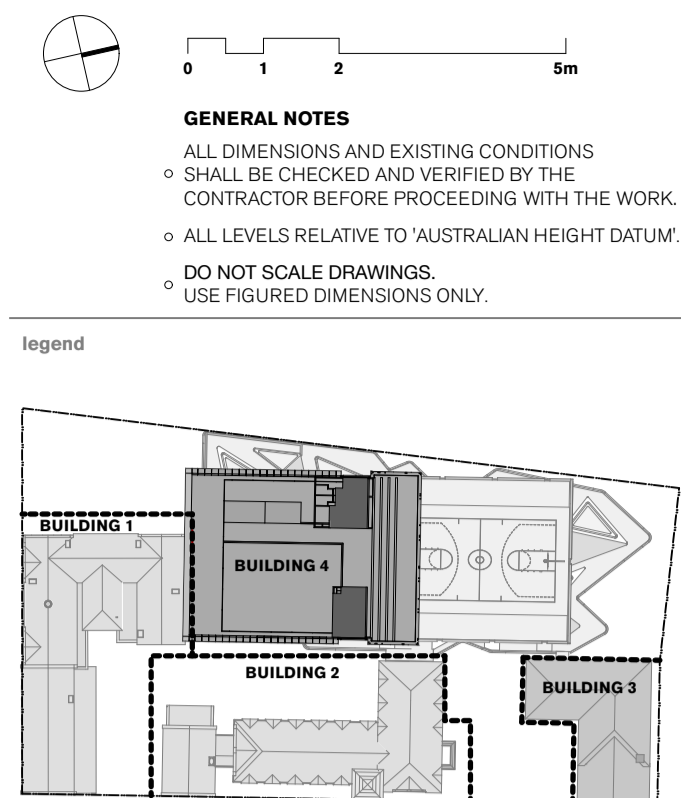 0 1 2 5m
GENERAL NOTES
ALL DIMENSIONS AND EXISTING CONDITIONS
SHALL BE CHECKED AND VERIFIED BY THE
CONTRACTOR BEFORE PROCEEDING WITH THE WORK.
ALL LEVELS RELATIVE TO 'AUSTRALIAN HEIGHT DATUM'.
DO NOT SCALE DRAWINGS.
USE FIGURED DIMENSIONS ONLY.
legend
BUILDING 1
BUILDING 4
BUILDING 2
BUILDING 3